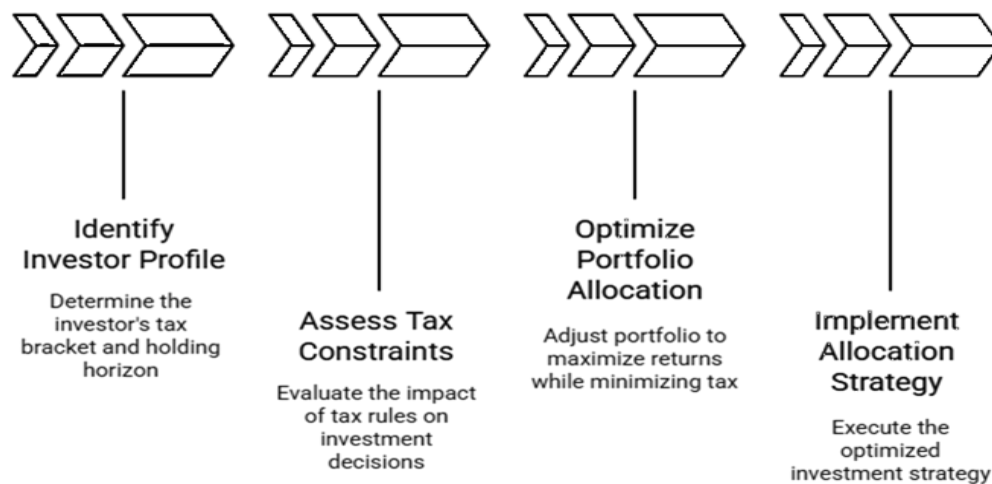 Identify
Investor Profile
Determine the
investor's tax
bracket and holding
horizon
Assess Tax
Constraints
Evaluate the impact
of tax rules on
investment
decisions
Optimize
Portfolio
Allocation
Adjust portfolio to
maximize returns
while minimizing tax
Implement
Allocation
Strategy
Execute the
optimized
investment strategy